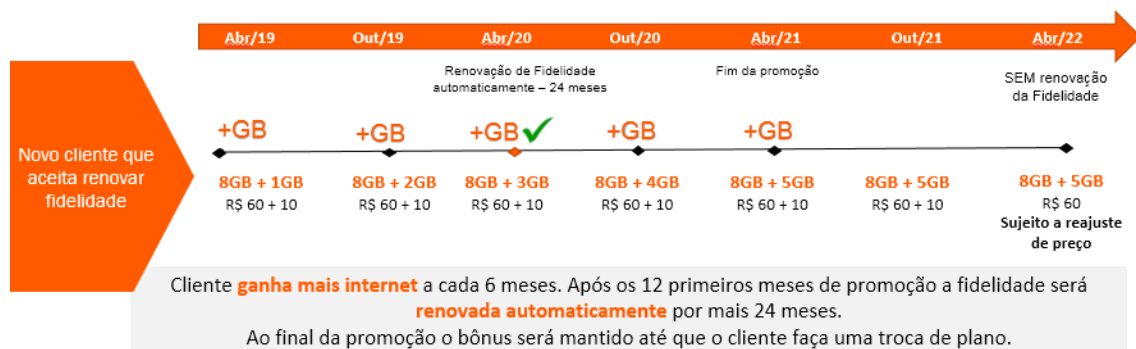 Abr/19 Out/19 Abr/20 Out/20 Abr/21 Out/21 Abr/22
Renovação de Fidelidade
automaticamente – 24 meses
Fim da promoção
SEM renovação
da Fidelidade
Novo cliente que
aceita renovar
fidelidade
+GB +GB +GB +GB +GB
8GB + 1GB 8GB + 2GB 8GB + 3GB 8GB + 4GB 8GB + 5GB 8GB + 5GB 8GB + 5GB
R$ 60 + 10 R$ 60 + 10 R$ 60 + 10 R$ 60 + 10 R$ 60 + 10 R$ 60 + 10 R$ 60
Sujeito a reajuste
de preço
Cliente ganha mais internet a cada 6 meses. Após os 12 primeiros meses de promoção a fidelidade será
renovada automaticamente por mais 24 meses.
Ao final da promoção o bônus será mantido até que o cliente faça uma troca de plano.